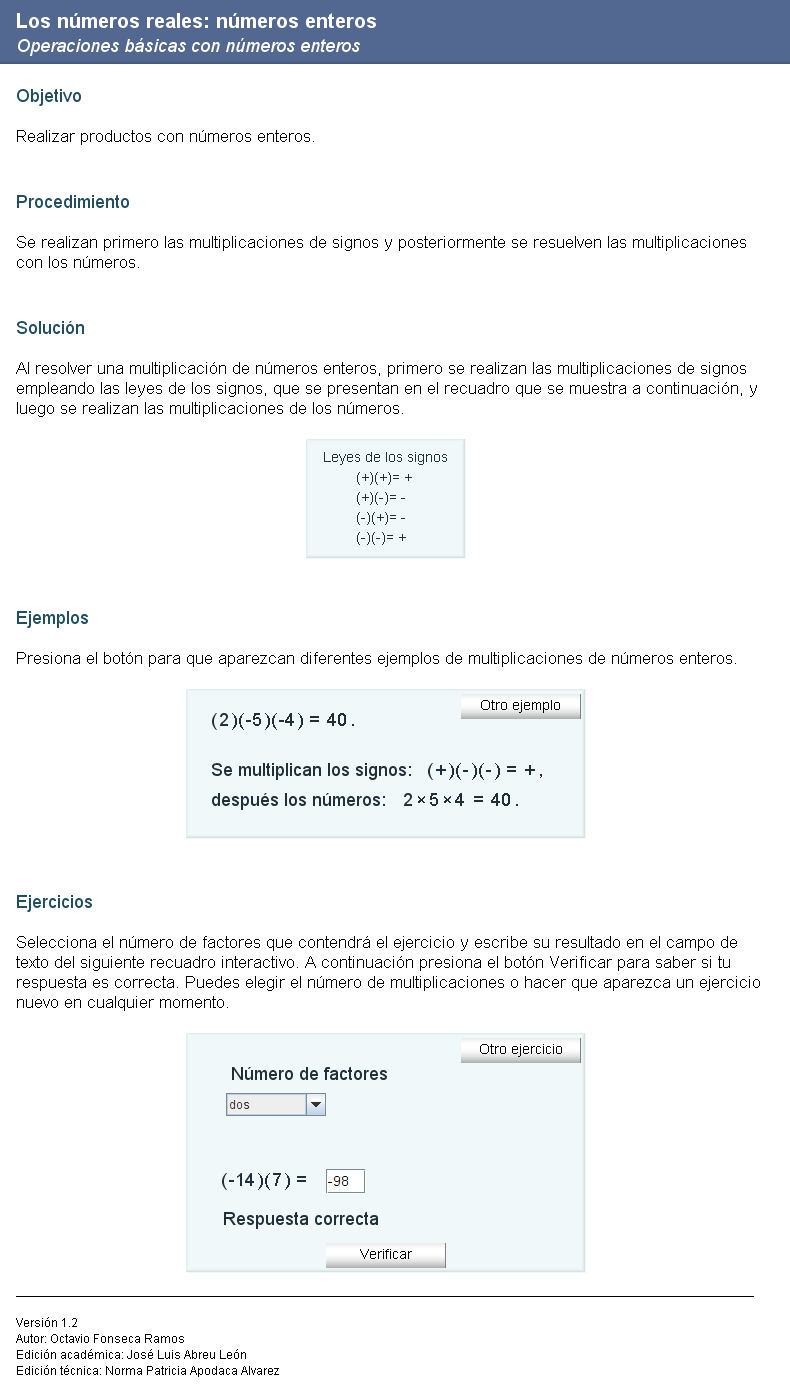 Los números reales: números enteros
Operaciones básicas con números enteros
Objetivo
Realizar productos con números enteros.
Procedimiento
Se realizan primero las multiplicaciones de signos y posteriormente se resuelven las multiplicaciones
con los números.
Solución
Al resolver una multiplicación de números enteros, primero se realizan las multiplicaciones de signos
empleando las leyes de los signos, que se presentan en el recuadro que se muestra a continuación, y
luego se realizan las multiplicaciones de los números.
Leyes de los signos
(+)(+)= +
(+)(-)= -
(-)(+)= -
(-)(-)= +
Ejemplos
Presiona el botón para que aparezcan diferentes ejemplos de multiplicaciones de números enteros.
Otro ejemplo
(2)(-5)(-4) = 40.
Se multiplican los signos: (+)(-)(-) = +,
después los números: 2×5×4 = 40.
Ejercicios
Selecciona el número de factores que contendrá el ejercicio y escribe su resultado en el campo de
texto del siguiente recuadro interactivo. A continuación presiona el botón Verificar para saber si tu
respuesta es correcta. Puedes elegir el número de multiplicaciones o hacer que aparezca un ejercicio
nuevo en cualquier momento.
Otro ejercicio
Número de factores
dos
(-14)(7) = -98
Respuesta correcta
Verificar
Versión 1.2
Autor: Octavio Fonseca Ramos
Edición académica: José Luis Abreu León
Edición técnica: Norma Patricia Apodaca Alvarez